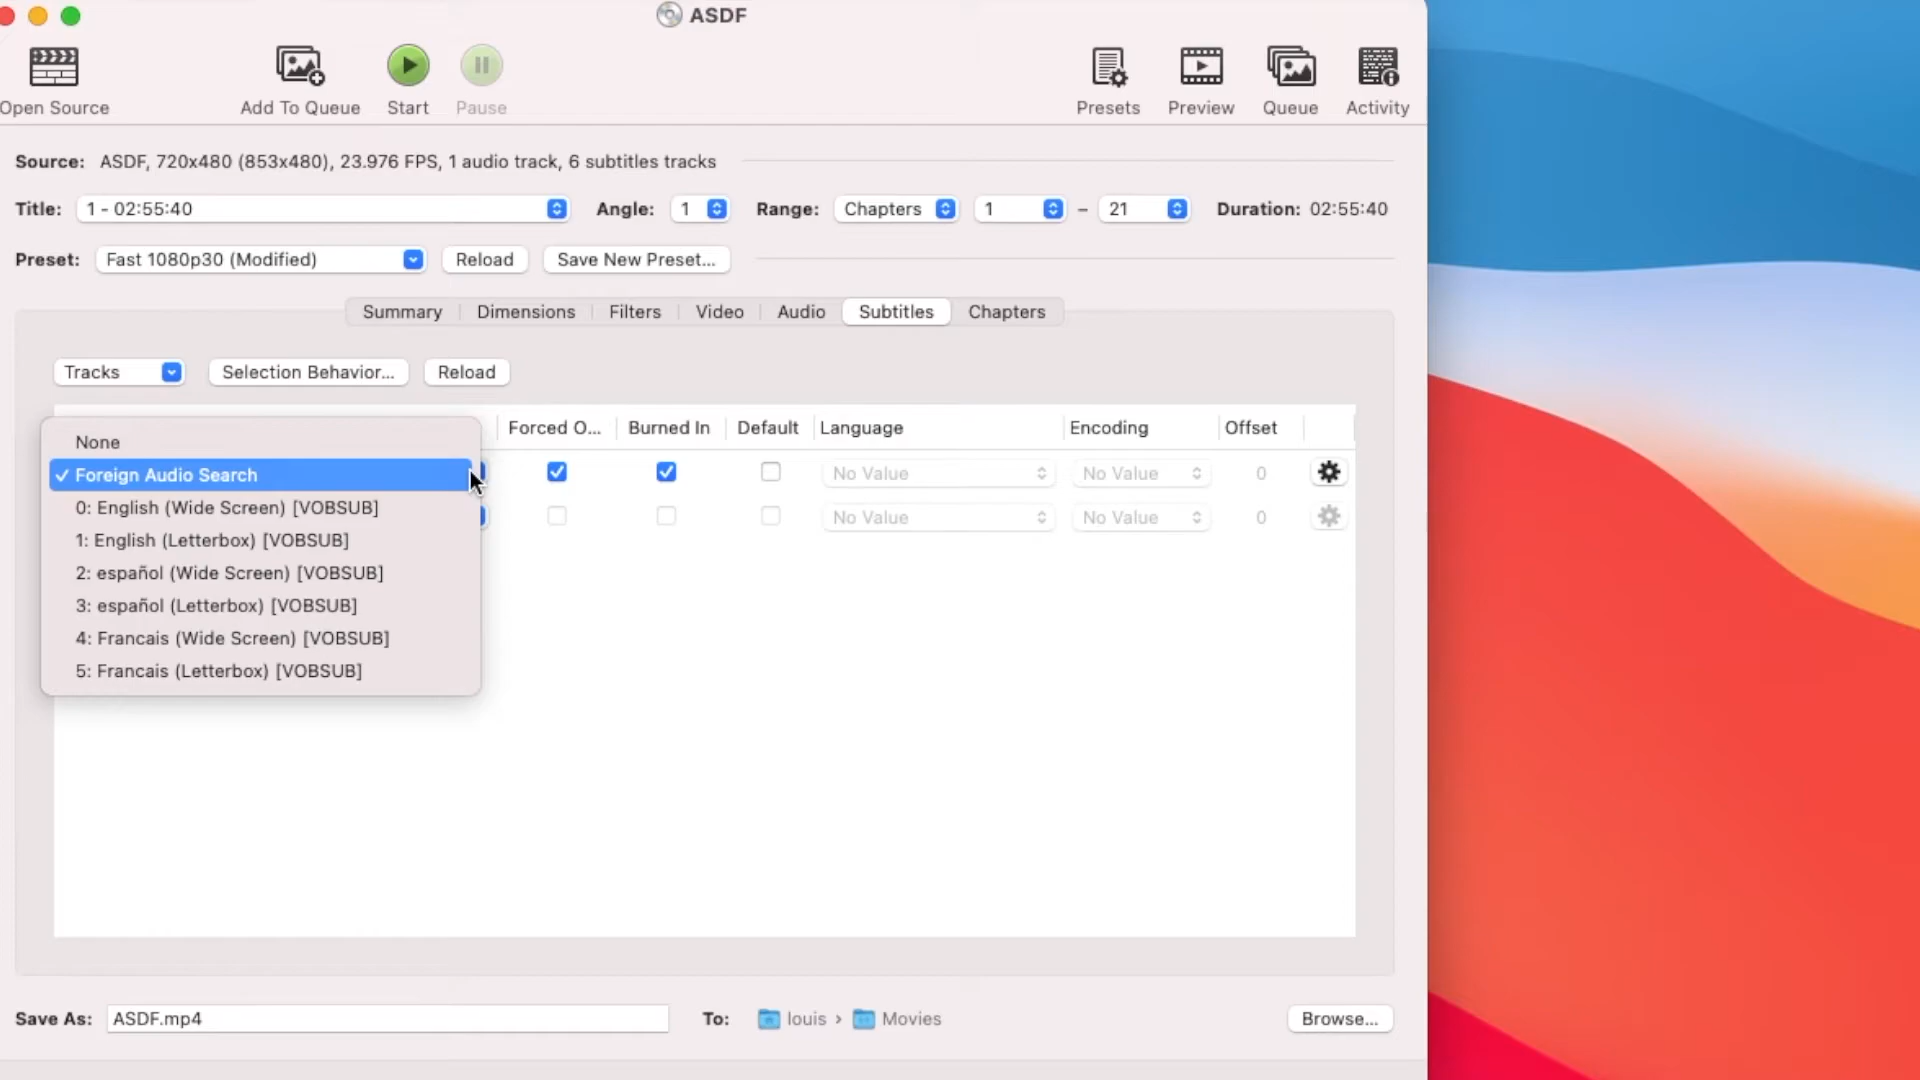 ASDF
Open Source
Add To Queue
Start
Pause
Presets
Preview
Queue
Activity
Source: ASDF, 720x480 (853x480), 23.976 FPS, 1 audio track, 6 subtitles tracks
Title: 1 - 02:55:40 Angle: 1 Range: Chapters 1 - 21 Duration: 02:55:40
Preset: Fast 1080p30 (Modified) Reload Save New Preset...
Summary Dimensions Filters Video Audio Subtitles Chapters
Tracks Selection Behavior... Reload
Forced O... Burned In Default Language Encoding Offset
None
✓ Foreign Audio Search
0: English (Wide Screen) [VOBSUB]
1: English (Letterbox) [VOBSUB]
2: español (Wide Screen) [VOBSUB]
3: español (Letterbox) [VOBSUB]
4: Francais (Wide Screen) [VOBSUB]
5: Francais (Letterbox) [VOBSUB]
No Value No Value 0
No Value No Value 0
Save As: ASDF.mp4 To: louis › Movies Browse...